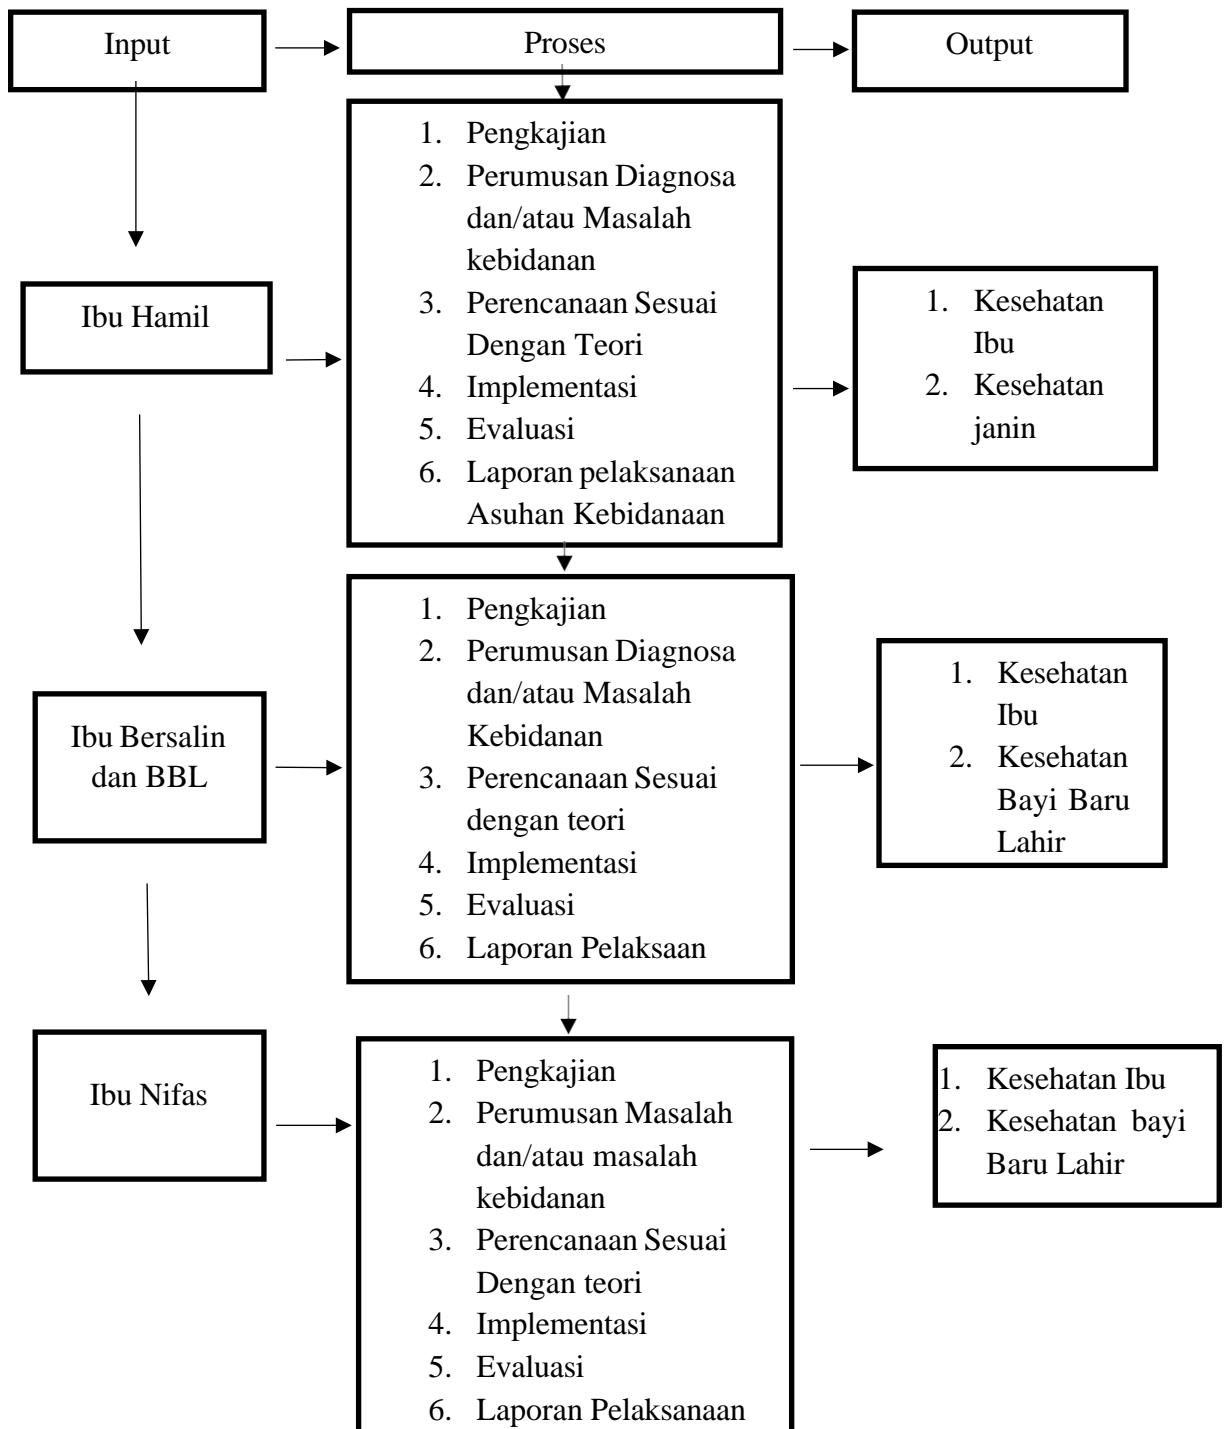 Input
Proses
Output
1. Pengkajian
2. Perumusan Diagnosa
dan/atau Masalah
kebidanan
3. Perencanaan Sesuai
Dengan Teori
4. Implementasi
5. Evaluasi
6. Laporan pelaksanaan
Asuhan Kebidanaan
Ibu Hamil
1. Kesehatan
Ibu
2. Kesehatan
janin
1. Pengkajian
2. Perumusan Diagnosa
dan/atau Masalah
Kebidanan
3. Perencanaan Sesuai
dengan teori
4. Implementasi
5. Evaluasi
6. Laporan Pelaksaan
Ibu Bersalin
dan BBL
1. Kesehatan
Ibu
2. Kesehatan
Bayi Baru
Lahir
Ibu Nifas
1. Pengkajian
2. Perumusan Masalah
dan/atau masalah
kebidanan
3. Perencanaan Sesuai
Dengan teori
4. Implementasi
5. Evaluasi
6. Laporan Pelaksanaan
1. Kesehatan Ibu
2. Kesehatan bayi
Baru Lahir